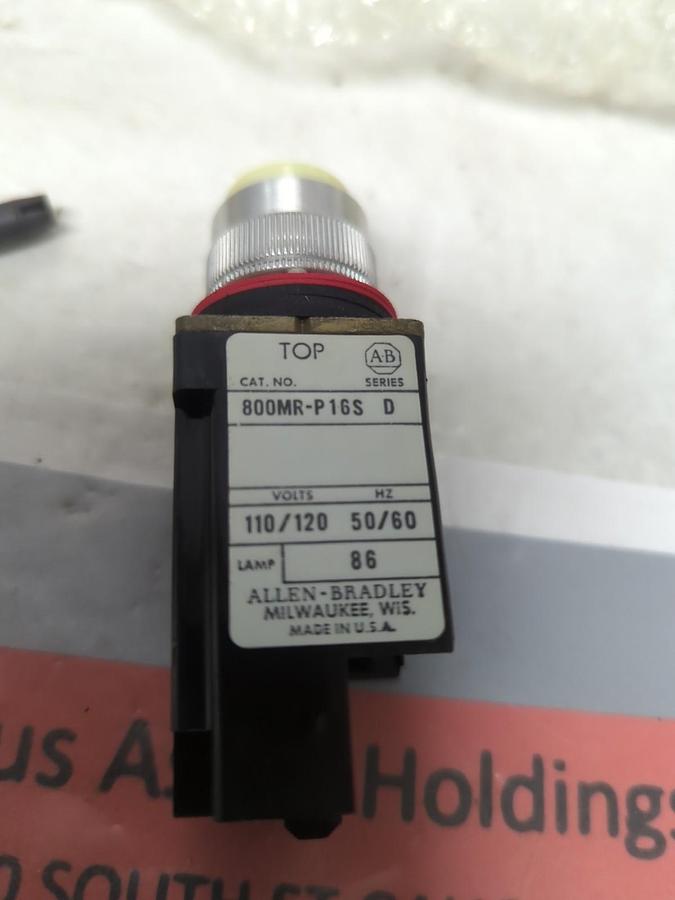 TOP
A-B
CAT. NO. SERIES
800MR-P16S D
VOLTS HZ
110/120 50/60
LAMP 86
ALLEN-BRADLEY
MILWAUKEE, WIS.
MADE IN U.S.A.
Holdings
SOUTH